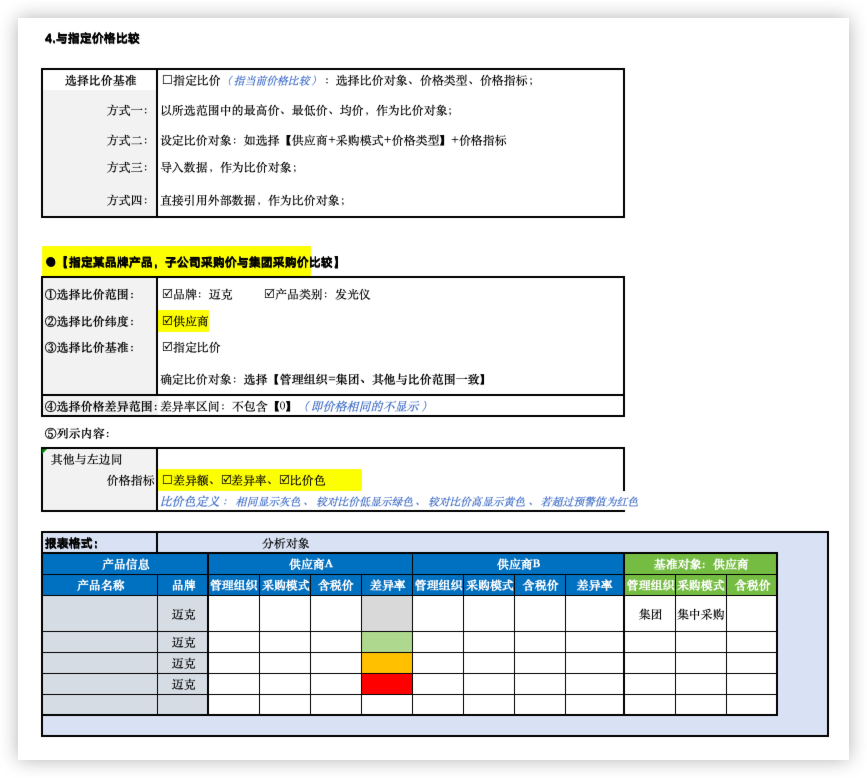 4.与指定价格比较
选择比价基准 ☐指定比价（指当前价格比较）：选择比价对象、价格类型、价格指标；
方式一： 以所选范围中的最高价、最低价、均价，作为比价对象；
方式二： 设定比价对象：如选择【供应商+采购模式+价格类型】+价格指标
方式三： 导入数据，作为比价对象；
方式四： 直接引用外部数据，作为比价对象；
●【指定某品牌产品，子公司采购价与集团采购价比较】
①选择比价范围： ☑品牌：迈克 ☑产品类别：发光仪
②选择比价纬度： ☑供应商
③选择比价基准： ☑指定比价
确定比价对象：选择【管理组织=集团、其他与比价范围一致】
④选择价格差异范围：差异率区间：不包含【0】（即价格相同的不显示）
⑤列示内容：
其他与左边同
价格指标 ☐差异额、☑差异率、☑比价色
比价色定义：相同显示灰色、较对比价低显示绿色、较对比价高显示黄色、若超过预警值为红色
报表格式： 分析对象
产品信息 供应商A 供应商B 基准对象：供应商
产品名称 品牌 管理组织 采购模式 含税价 差异率 管理组织 采购模式 含税价 差异率 管理组织 采购模式 含税价
迈克 集团 集中采购
迈克
迈克
迈克